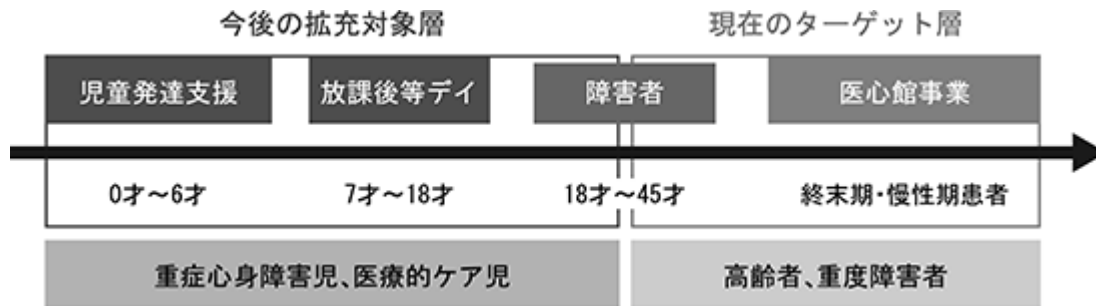 今後の拡充対象層
現在のターゲット層
児童発達支援
放課後等デイ
障害者
医心館事業
0才～6才
7才～18才
18才～45才
終末期・慢性期患者
重症心身障害児、医療的ケア児
高齢者、重度障害者